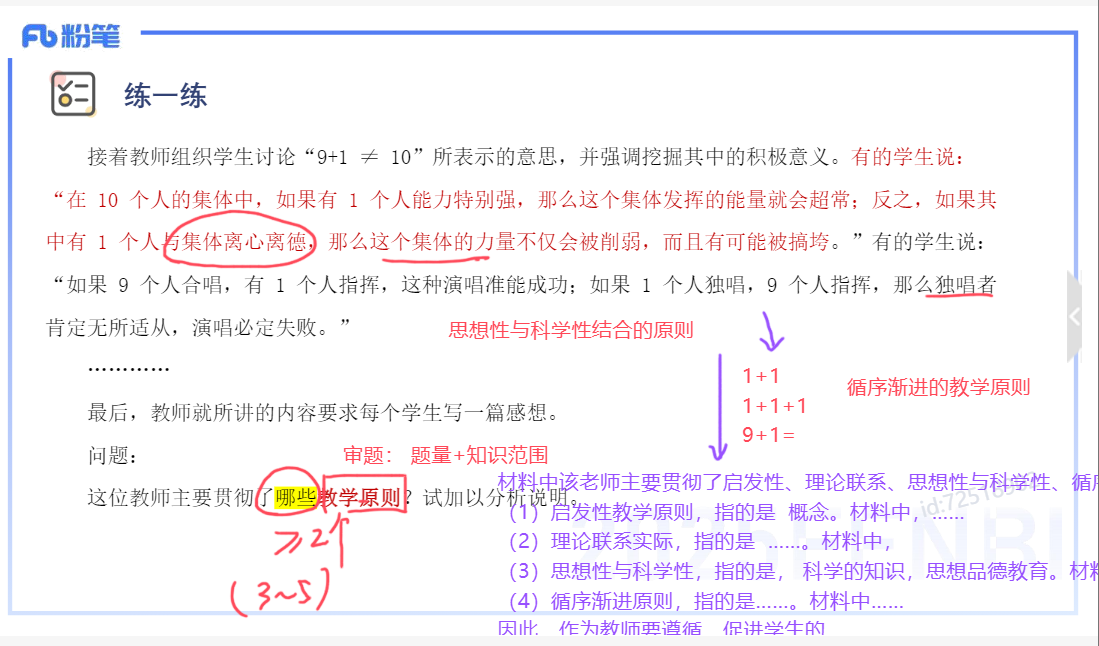 粉笔
练一练
接着教师组织学生讨论“9+1 ≠ 10”所表示的意思，并强调挖掘其中的积极意义。有的学生说：
“在 10 个人的集体中，如果有 1 个人能力特别强，那么这个集体发挥的能量就会超常；反之，如果其
中有 1 个人与集体离心离德，那么这个集体的力量不仅会被削弱，而且有可能被搞垮。”有的学生说：
“如果 9 个人合唱，有 1 个人指挥，这种演唱准能成功；如果 1 个人独唱，9 个人指挥，那么独唱者
肯定无所适从，演唱必定失败。”
思想性与科学性结合的原则
…………
1+1
1+1+1
9+1=
循序渐进的教学原则
最后，教师就所讲的内容要求每个学生写一篇感想。
问题：
审题： 题量+知识范围
这位教师主要贯彻了哪些教学原则？试加以分析说明。
≥2个
(3~5)
材料中该老师主要贯彻了启发性、理论联系、思想性与科学性、循
（1）启发性教学原则，指的是 概念。材料中，……
（2）理论联系实际，指的是 ……。材料中，
（3）思想性与科学性，指的是， 科学的知识，思想品德教育。材料
（4）循序渐进原则，指的是……。材料中……
因此，作为教师要遵循，促进学生的